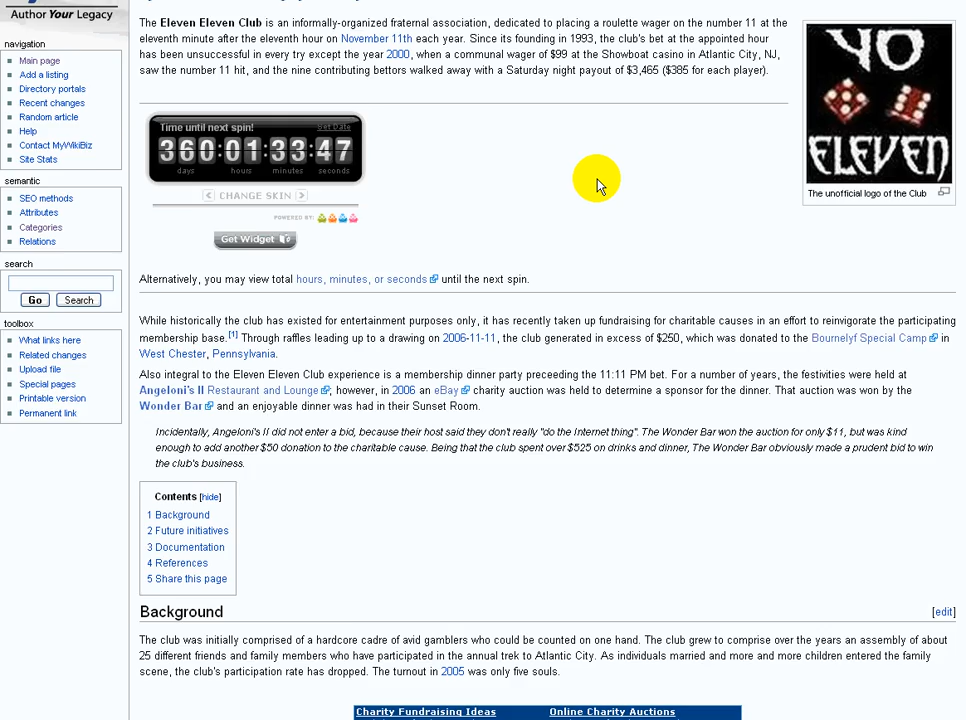 Author Your Legacy
navigation
Main page
Add a listing
Directory portals
Recent changes
Random article
Help
Contact MyWikiBiz
Site Stats
semantic
SEO methods
Attributes
Categories
Relations
search
Go Search
toolbox
What links here
Related changes
Upload file
Special pages
Printable version
Permanent link
The Eleven Eleven Club is an informally-organized fraternal association, dedicated to placing a roulette wager on the number 11 at the
eleventh minute after the eleventh hour on November 11th each year. Since its founding in 1993, the club's bet at the appointed hour
has been unsuccessful in every try except the year 2000, when a communal wager of $99 at the Showboat casino in Atlantic City, NJ,
saw the number 11 hit, and the nine contributing bettors walked away with a Saturday night payout of $3,465 ($385 for each player).
YO
ELEVEN
The unofficial logo of the Club
Time until next spin! Set Date
360:01:33:47
days hours minutes seconds
< CHANGE SKIN >
POWERED BY:
Get Widget
Alternatively, you may view total hours, minutes, or seconds until the next spin.
While historically the club has existed for entertainment purposes only, it has recently taken up fundraising for charitable causes in an effort to reinvigorate the participating
membership base.[1] Through raffles leading up to a drawing on 2006-11-11, the club generated in excess of $250, which was donated to the Bournelyf Special Camp in
West Chester, Pennsylvania.
Also integral to the Eleven Eleven Club experience is a membership dinner party preceeding the 11:11 PM bet. For a number of years, the festivities were held at
Angeloni's II Restaurant and Lounge; however, in 2006 an eBay charity auction was held to determine a sponsor for the dinner. That auction was won by the
Wonder Bar and an enjoyable dinner was had in their Sunset Room.
Incidentally, Angeloni's II did not enter a bid, because their host said they don't really "do the Internet thing". The Wonder Bar won the auction for only $11, but was kind
enough to add another $50 donation to the charitable cause. Being that the club spent over $525 on drinks and dinner, The Wonder Bar obviously made a prudent bid to win
the club's business.
Contents [hide]
1 Background
2 Future initiatives
3 Documentation
4 References
5 Share this page
Background [edit]
The club was initially comprised of a hardcore cadre of avid gamblers who could be counted on one hand. The club grew to comprise over the years an assembly of about
25 different friends and family members who have participated in the annual trek to Atlantic City. As individuals married and more and more children entered the family
scene, the club's participation rate has dropped. The turnout in 2005 was only five souls.
Charity Fundraising Ideas Online Charity Auctions